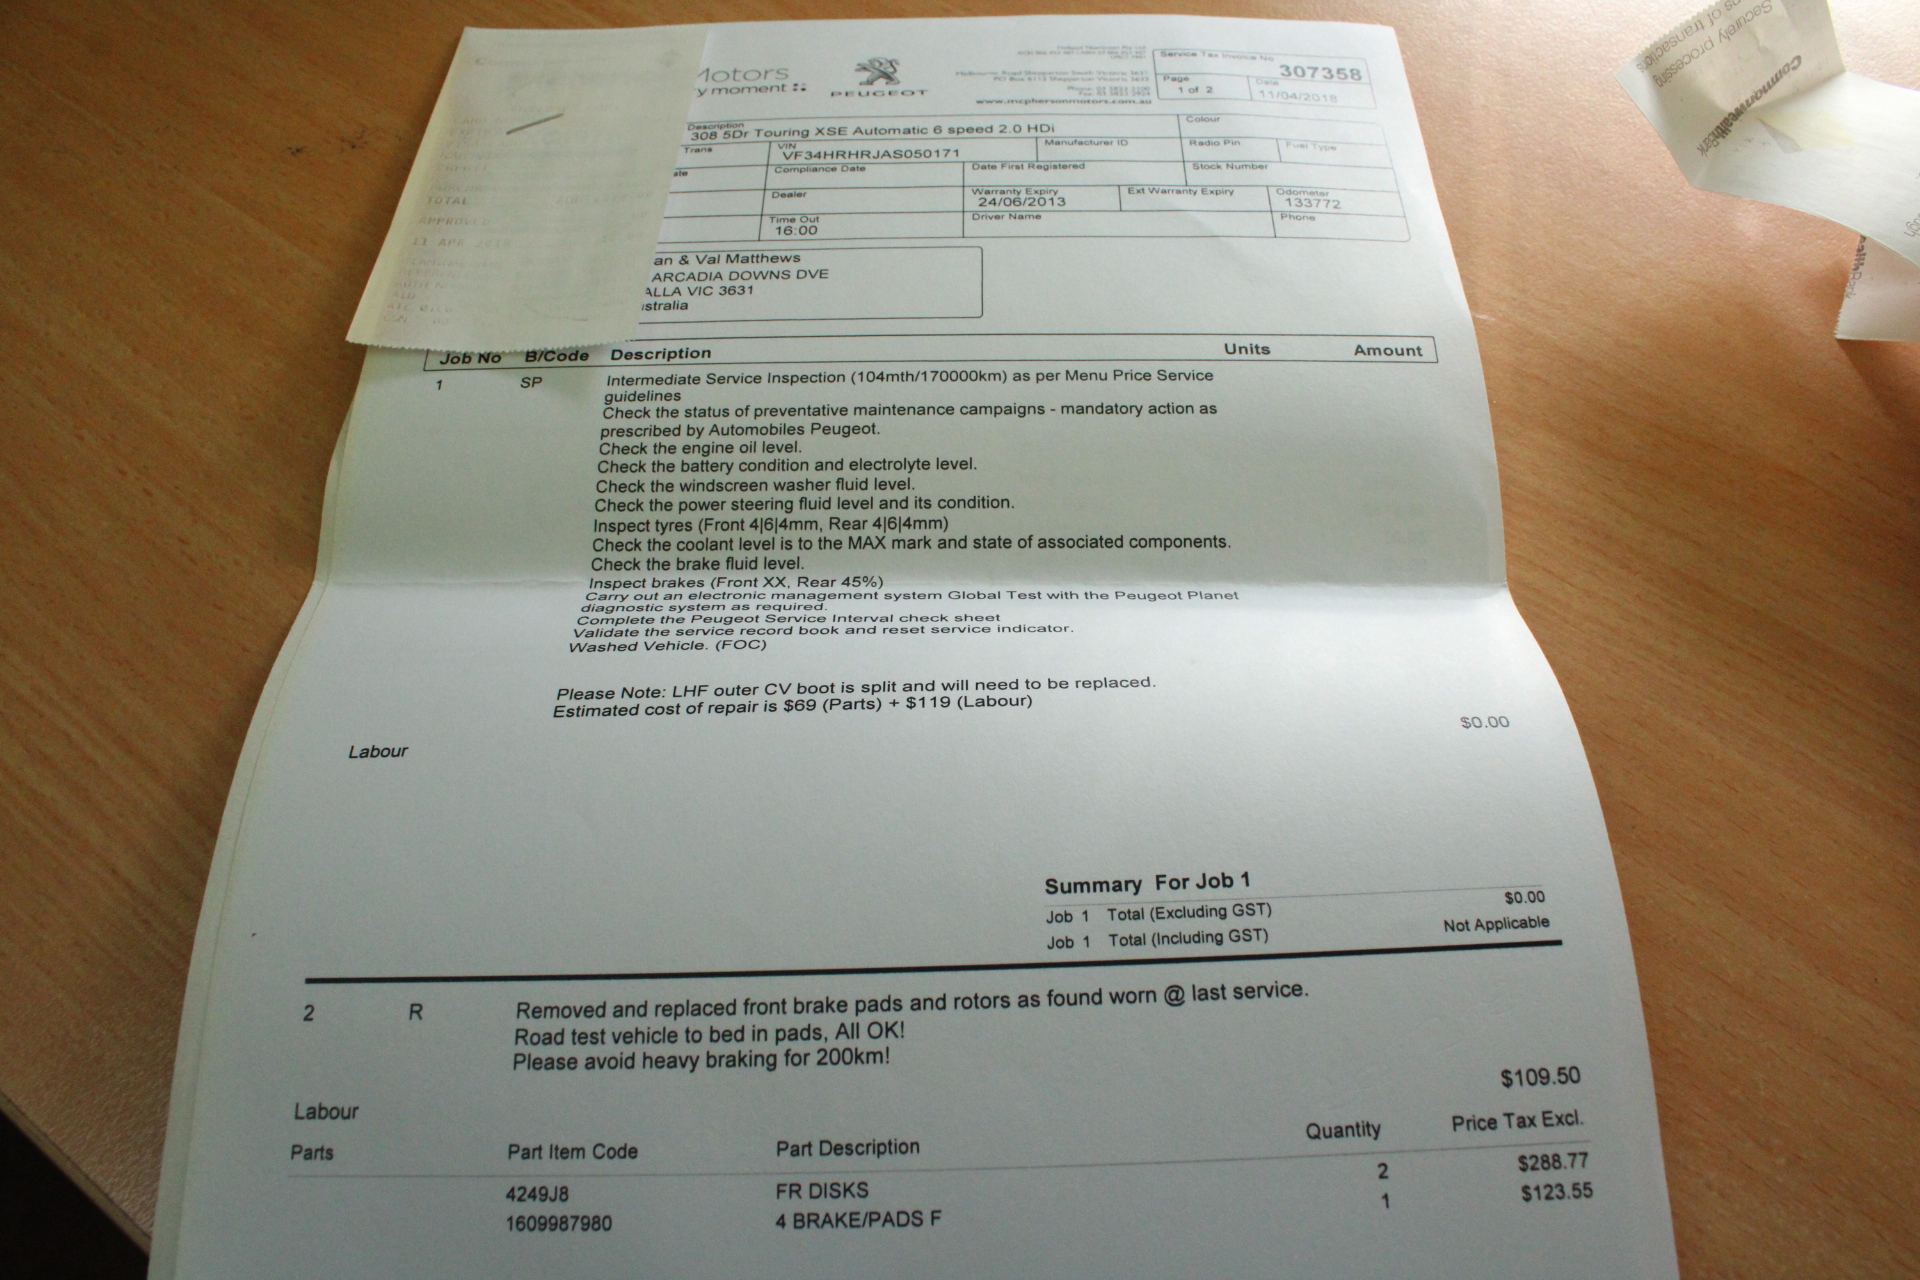 Motors
y moment
PEUGEOT
www.mcphersonmotors.com.au
Service Tax Invoice No
307358
Page
1 of 2
Date
11/04/2018
Description
308 5Dr Touring XSE Automatic 6 speed 2.0 HDi
Colour
Trans
VIN
VF34HRHRJAS050171
Manufacturer ID
Radio Pin
Fuel Type
ate
Compliance Date
Date First Registered
Stock Number
Dealer
Warranty Expiry
24/06/2013
Ext Warranty Expiry
Odometer
133772
Time Out
16:00
Driver Name
Phone
TOTAL
APPROVED
11 APR 2018
an & Val Matthews
ARCADIA DOWNS DVE
ALLA VIC 3631
stralia
Job No B/Code Description Units Amount
1 SP Intermediate Service Inspection (104mth/170000km) as per Menu Price Service
guidelines
Check the status of preventative maintenance campaigns - mandatory action as
prescribed by Automobiles Peugeot.
Check the engine oil level.
Check the battery condition and electrolyte level.
Check the windscreen washer fluid level.
Check the power steering fluid level and its condition.
Inspect tyres (Front 4|6|4mm, Rear 4|6|4mm)
Check the coolant level is to the MAX mark and state of associated components.
Check the brake fluid level.
Inspect brakes (Front XX, Rear 45%)
Carry out an electronic management system Global Test with the Peugeot Planet
diagnostic system as required.
Complete the Peugeot Service Interval check sheet
Validate the service record book and reset service indicator.
Washed Vehicle. (FOC)
Please Note: LHF outer CV boot is split and will need to be replaced.
Estimated cost of repair is $69 (Parts) + $119 (Labour)
Labour $0.00
Summary For Job 1
Job 1 Total (Excluding GST) $0.00
Job 1 Total (Including GST) Not Applicable
2 R Removed and replaced front brake pads and rotors as found worn @ last service.
Road test vehicle to bed in pads, All OK!
Please avoid heavy braking for 200km!
Labour $109.50
Parts Part Item Code Part Description Quantity Price Tax Excl.
4249J8 FR DISKS 2 $288.77
1609987980 4 BRAKE/PADS F 1 $123.55
Securely processing
of transactions
CommonwealthBank